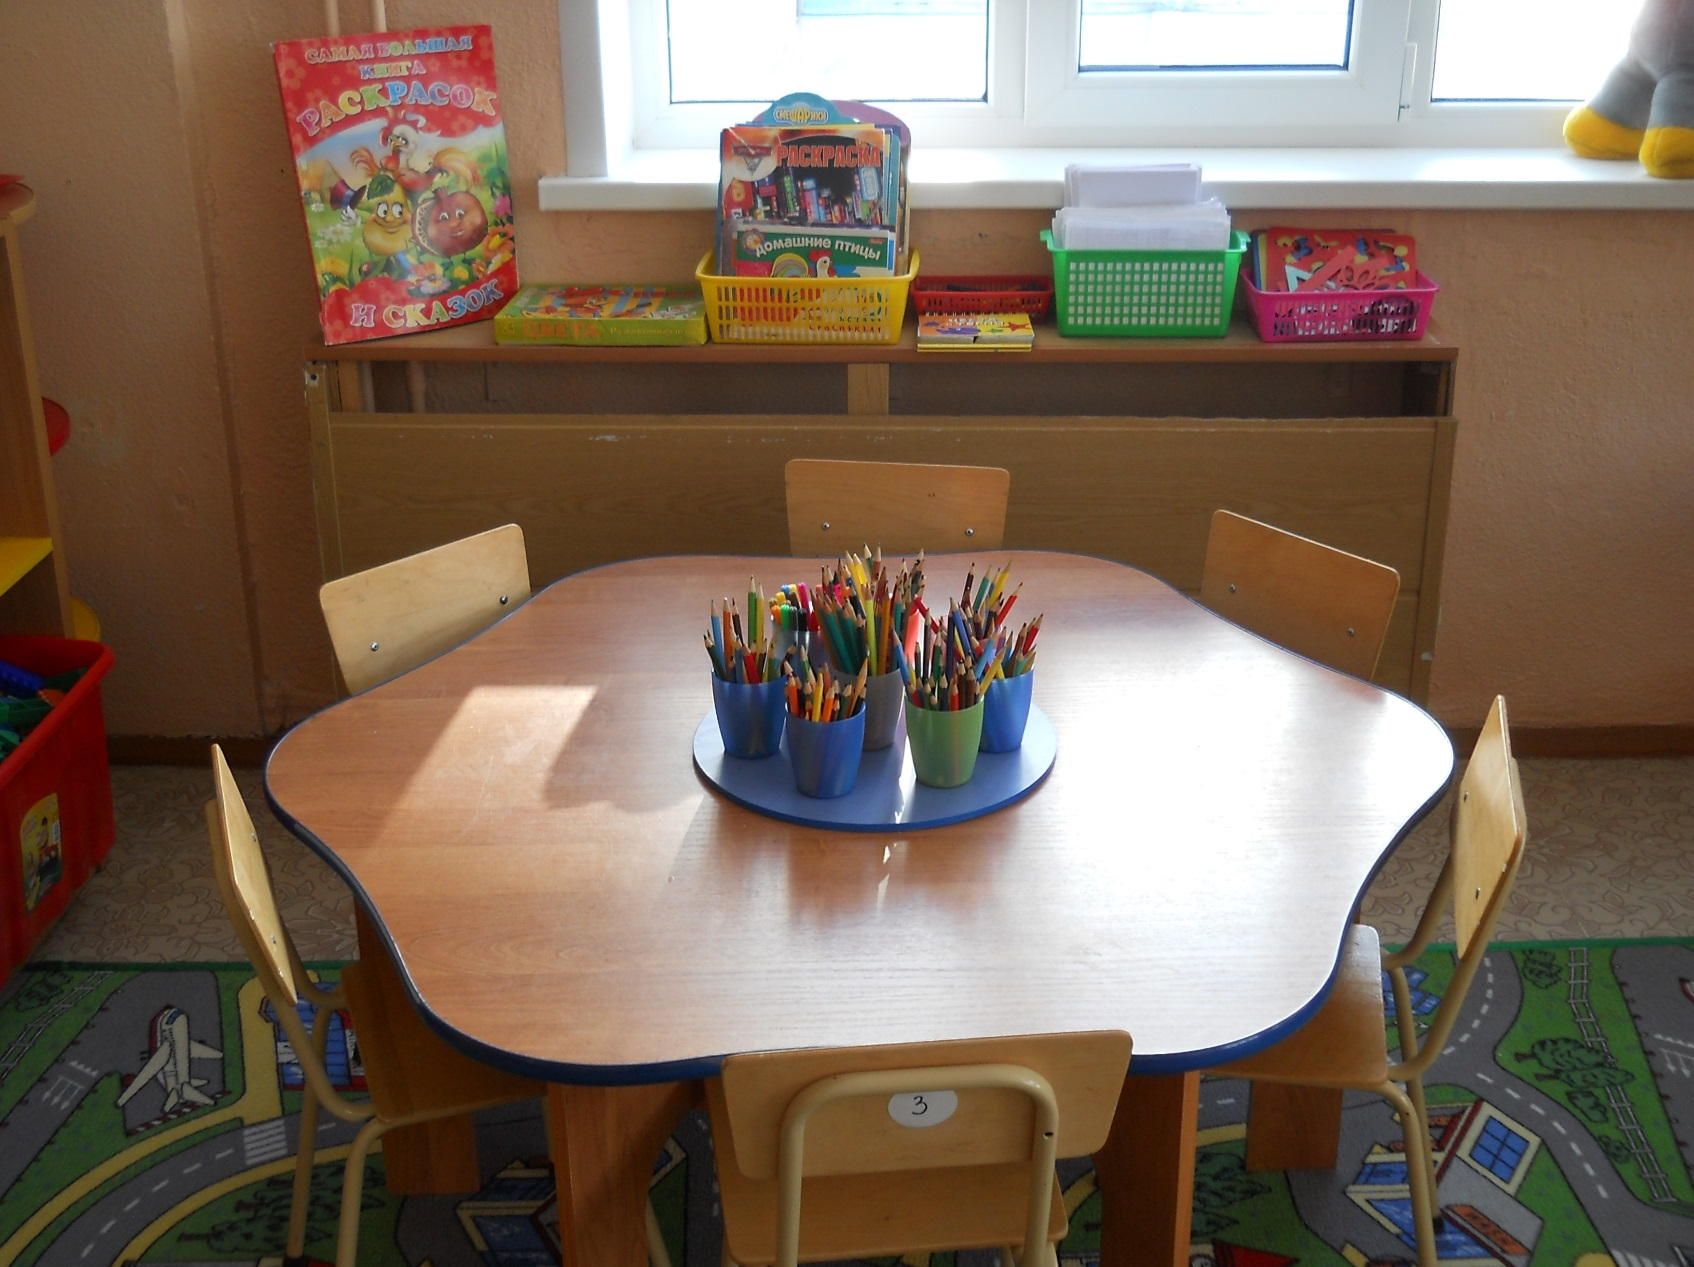 САМАЯ БОЛЬШАЯ
КНИГА
РАСКРАСОК
И СКАЗОК
ЦВЕТА
СМЕШАРИКИ
РАСКРАСКА
ДОМАШНИЕ ПТИЦЫ
3